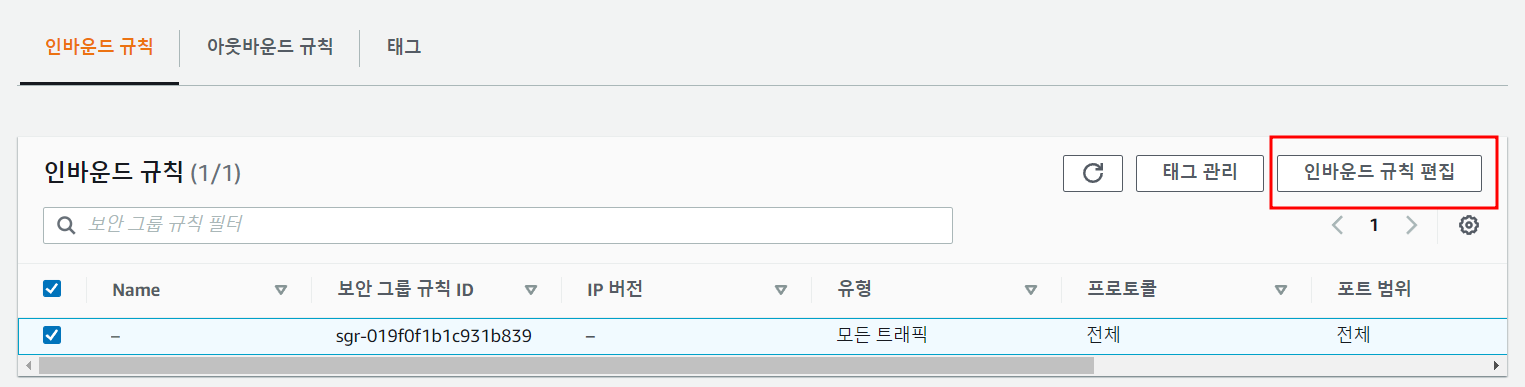 인바운드 규칙 아웃바운드 규칙 태그
인바운드 규칙 (1/1) 태그 관리 인바운드 규칙 편집
보안 그룹 규칙 필터 1
Name 보안 그룹 규칙 ID IP 버전 유형 프로토콜 포트 범위
– sgr-019f0f1b1c931b839 – 모든 트래픽 전체 전체